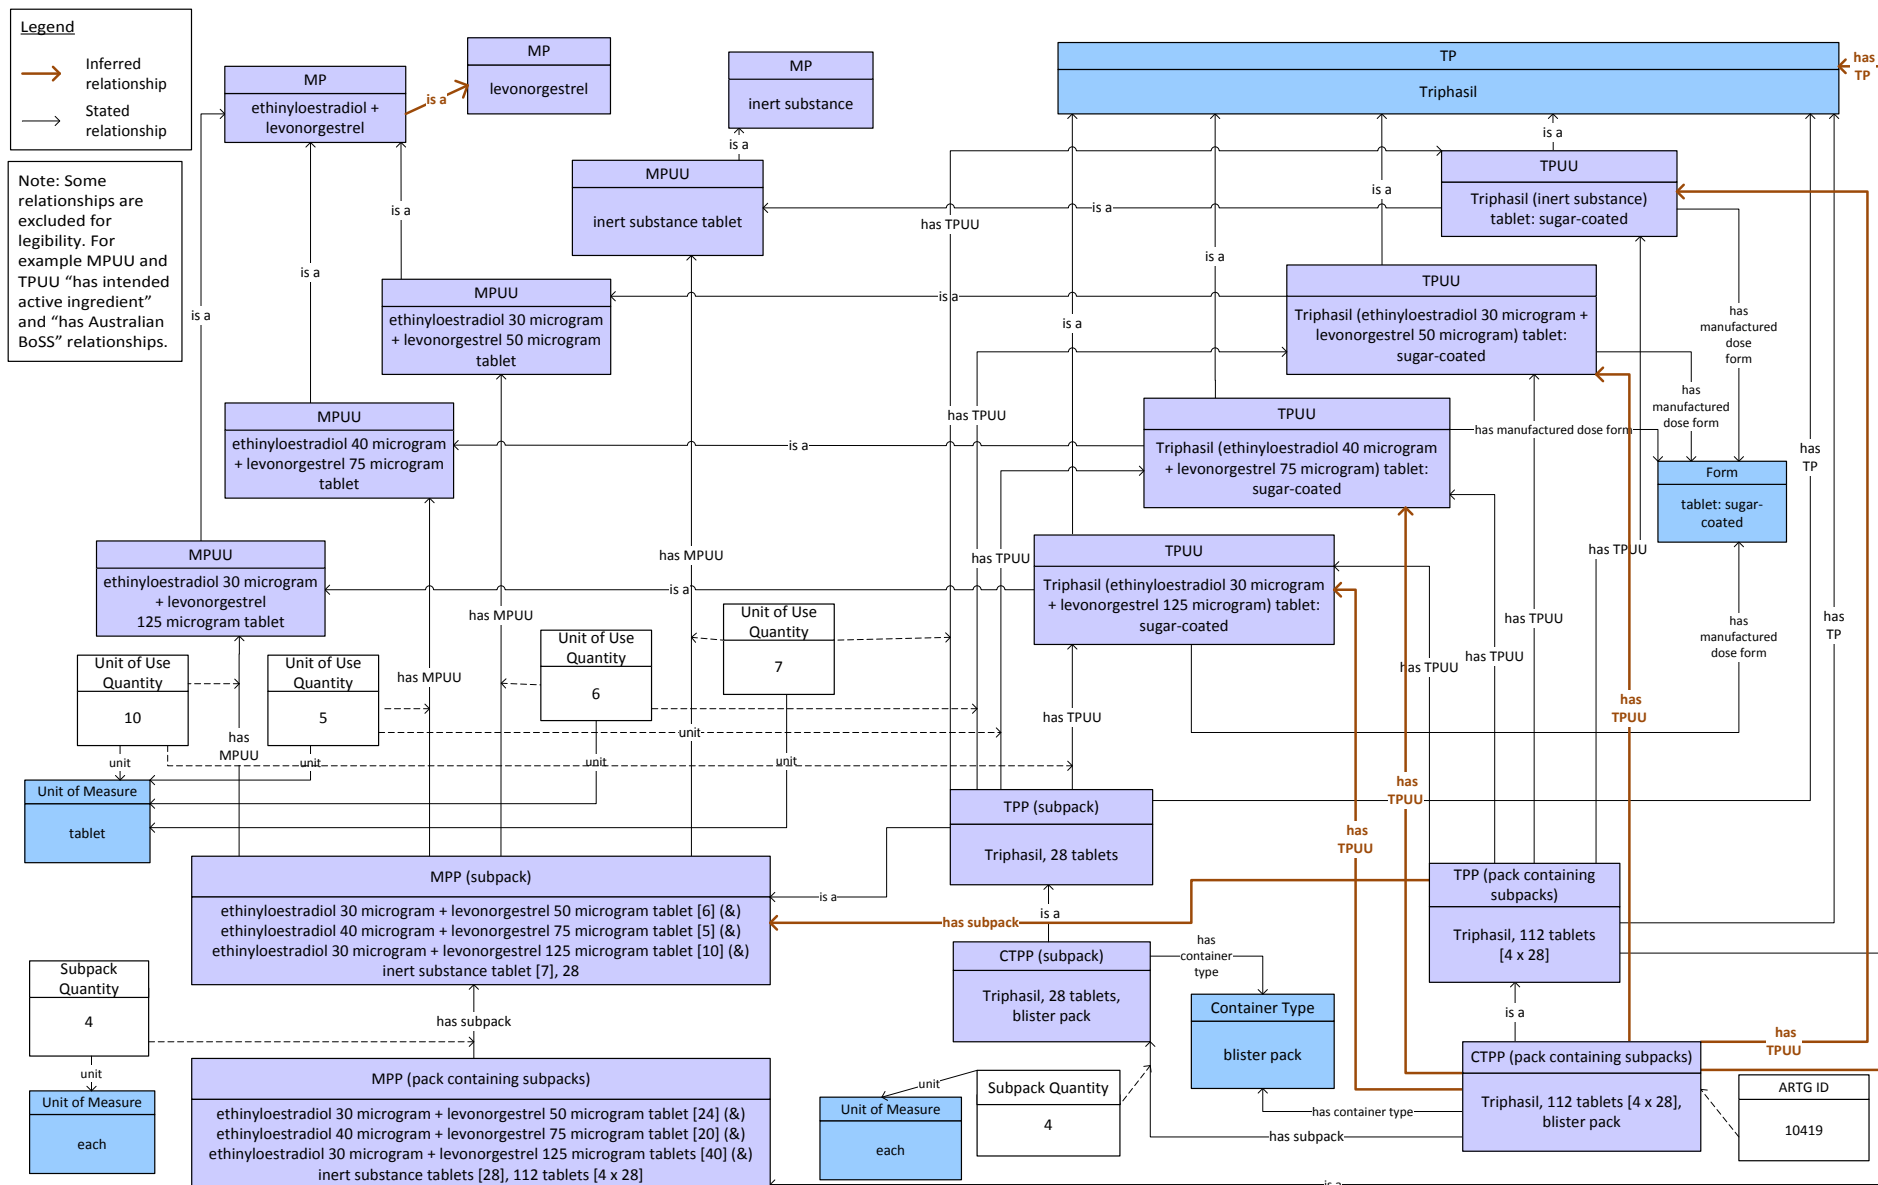 Legend
Inferred
relationship
Stated
relationship
Note: Some
relationships are
excluded for
legibility. For
example MPUU and
TPUU “has intended
active ingredient”
and “has Australian
BoSS” relationships.
MP
ethinyloestradiol +
levonorgestrel
is a
MP
levonorgestrel
MP
inert substance
is a
TP
Triphasil
has
TP
MPUU
inert substance tablet
is a
has TPUU
is a
TPUU
Triphasil (inert substance)
tablet: sugar-coated
is a
is a
is a
is a
MPUU
ethinyloestradiol 30 microgram
+ levonorgestrel 50 microgram
tablet
is a
is a
is a
TPUU
Triphasil (ethinyloestradiol 30 microgram +
levonorgestrel 50 microgram) tablet:
sugar-coated
has
manufactured
dose
form
has
manufactured
dose form
MPUU
ethinyloestradiol 40 microgram
+ levonorgestrel 75 microgram
tablet
is a
has TPUU
TPUU
Triphasil (ethinyloestradiol 40 microgram
+ levonorgestrel 75 microgram) tablet:
sugar-coated
has manufactured dose form
has
TP
Form
tablet: sugar-
coated
MPUU
ethinyloestradiol 30 microgram
+ levonorgestrel
125 microgram tablet
has MPUU
has MPUU
is a
has TPUU
TPUU
Triphasil (ethinyloestradiol 30 microgram
+ levonorgestrel 125 microgram) tablet:
sugar-coated
has TPUU
has TPUU
has TPUU
has TPUU
has
manufactured
dose form
has
TP
Unit of Use
Quantity
10
Unit of Use
Quantity
5
has MPUU
Unit of Use
Quantity
6
Unit of Use
Quantity
7
has
MPUU
has TPUU
has
TPUU
unit
unit
unit
unit
unit
Unit of Measure
tablet
has
TPUU
has
TPUU
TPP (subpack)
Triphasil, 28 tablets
is a
MPP (subpack)
ethinyloestradiol 30 microgram + levonorgestrel 50 microgram tablet [6] (&)
ethinyloestradiol 40 microgram + levonorgestrel 75 microgram tablet [5] (&)
ethinyloestradiol 30 microgram + levonorgestrel 125 microgram tablet [10] (&)
inert substance tablet [7], 28
has subpack
is a
TPP (pack containing
subpacks)
Triphasil, 112 tablets
[4 x 28]
CTPP (subpack)
Triphasil, 28 tablets,
blister pack
has
container
type
Container Type
blister pack
Subpack
Quantity
4
unit
Unit of Measure
each
has subpack
is a
has
TPUU
CTPP (pack containing subpacks)
Triphasil, 112 tablets [4 x 28],
blister pack
ARTG ID
10419
MPP (pack containing subpacks)
ethinyloestradiol 30 microgram + levonorgestrel 50 microgram tablet [24] (&)
ethinyloestradiol 40 microgram + levonorgestrel 75 microgram tablet [20] (&)
ethinyloestradiol 30 microgram + levonorgestrel 125 microgram tablets [40] (&)
inert substance tablets [28], 112 tablets [4 x 28]
unit
Unit of Measure
each
Subpack Quantity
4
has container type
has subpack
is a